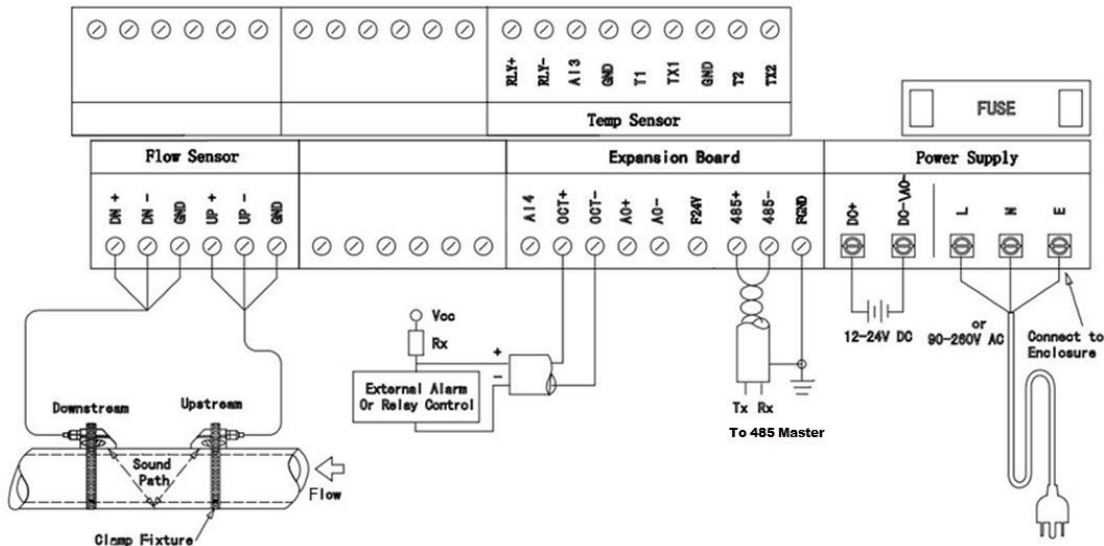 RLY+ RLY- AI3 GND T1 TX1 GND T2 TX2
Temp Sensor
FUSE
Flow Sensor
Expansion Board
Power Supply
DN + DN - GND UP + UP - GND
AI4 OCT+ OCT- AO+ AO- F24V 485+ 485- FGND
DC+ DC-\AO- L N E
Vcc
Rx
+
-
External Alarm
Or Relay Control
12-24V DC
or
90-260V AC
Connect to
Enclosure
Tx Rx
To 485 Master
Downstream
Upstream
Sound
Path
Flow
Clamp Fixture